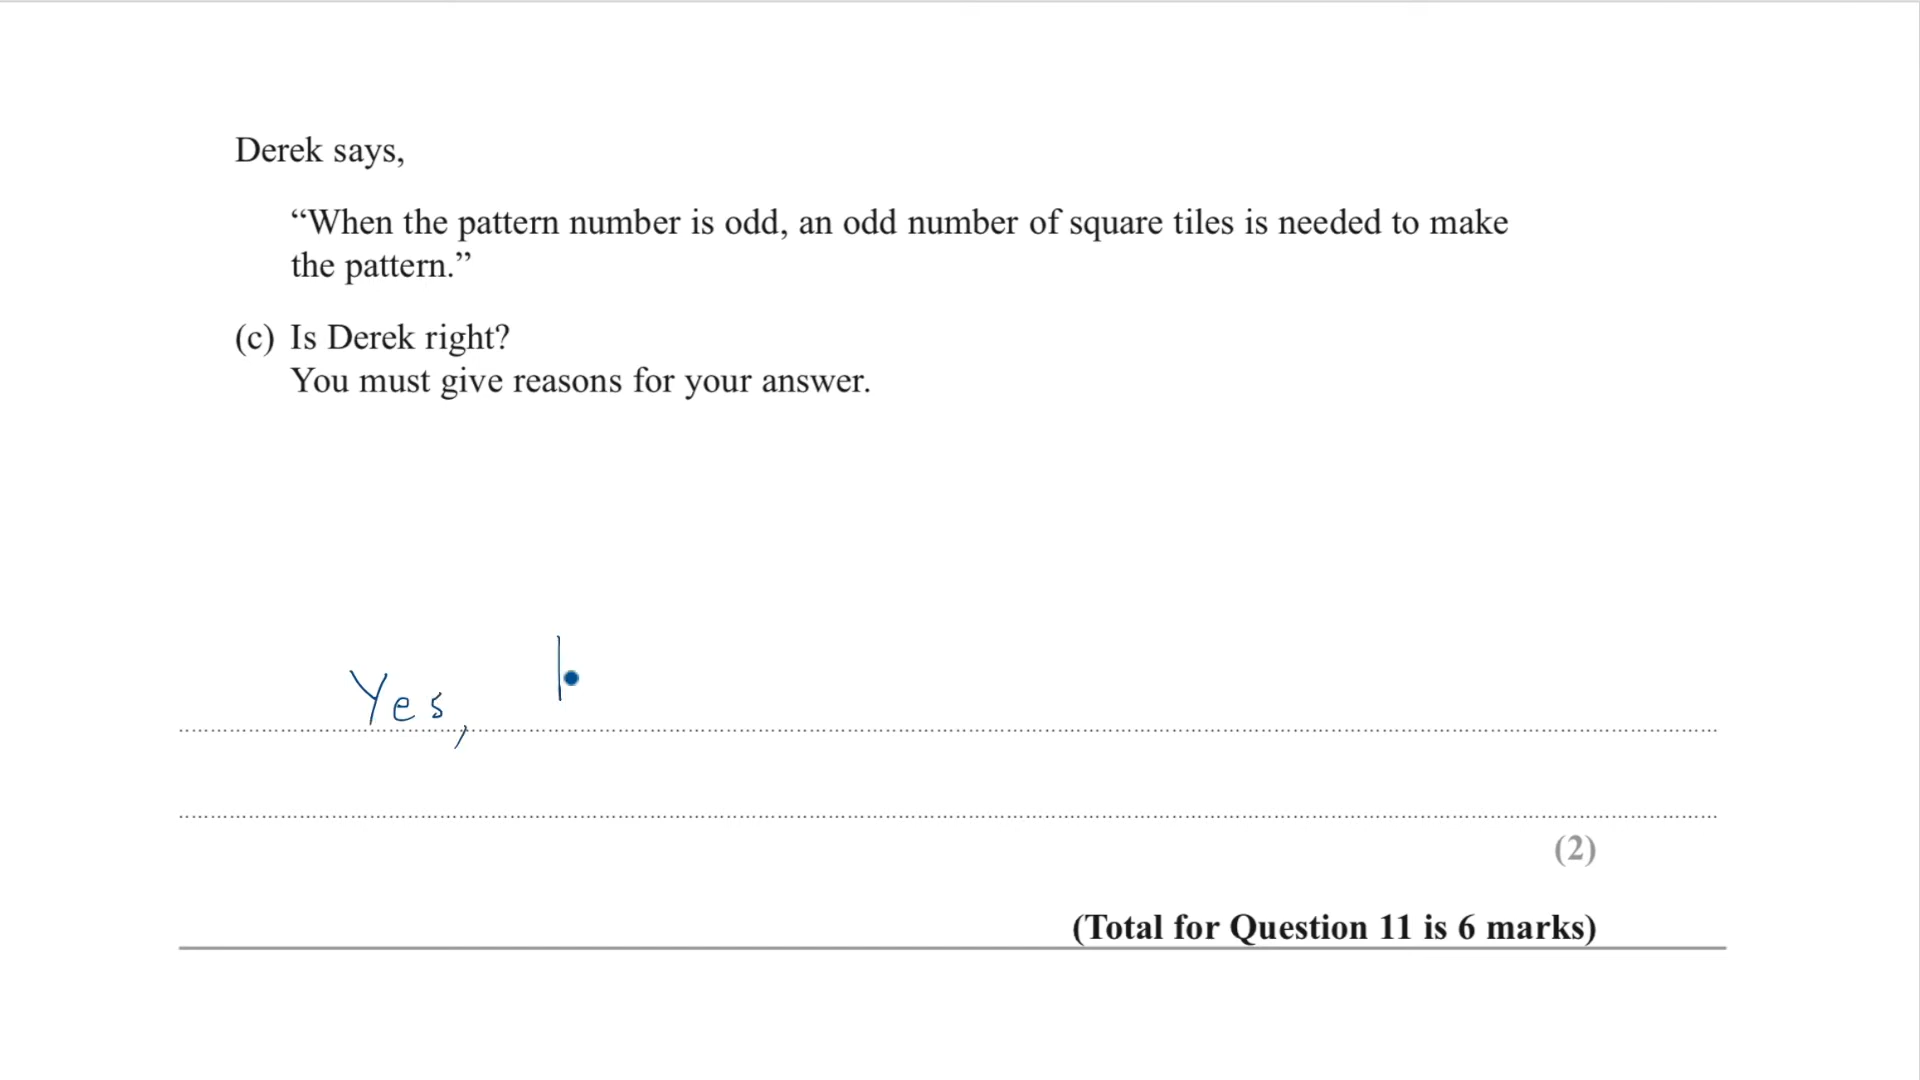 Derek says,
“When the pattern number is odd, an odd number of square tiles is needed to make
the pattern.”
(c) Is Derek right?
You must give reasons for your answer.
Yes,
(2)
(Total for Question 11 is 6 marks)